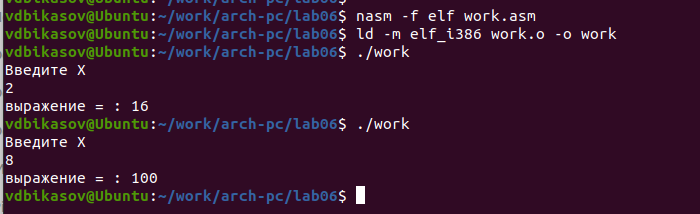 vdbikasov@Ubuntu:~/work/arch-pc/lab06$ nasm -f elf work.asm
vdbikasov@Ubuntu:~/work/arch-pc/lab06$ ld -m elf_i386 work.o -o work
vdbikasov@Ubuntu:~/work/arch-pc/lab06$ ./work
Введите X
2
выражение = : 16
vdbikasov@Ubuntu:~/work/arch-pc/lab06$ ./work
Введите X
8
выражение = : 100
vdbikasov@Ubuntu:~/work/arch-pc/lab06$